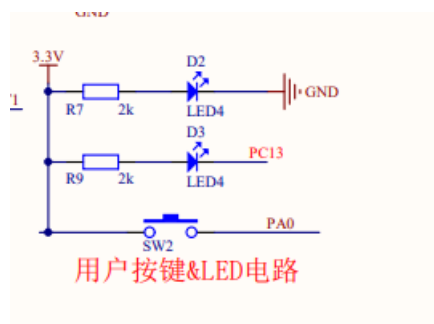 GND
3.3V
D2
GND
R7 2k LED4
D3
PC13
R9 2k LED4
PA0
SW2
用户按键&LED电路